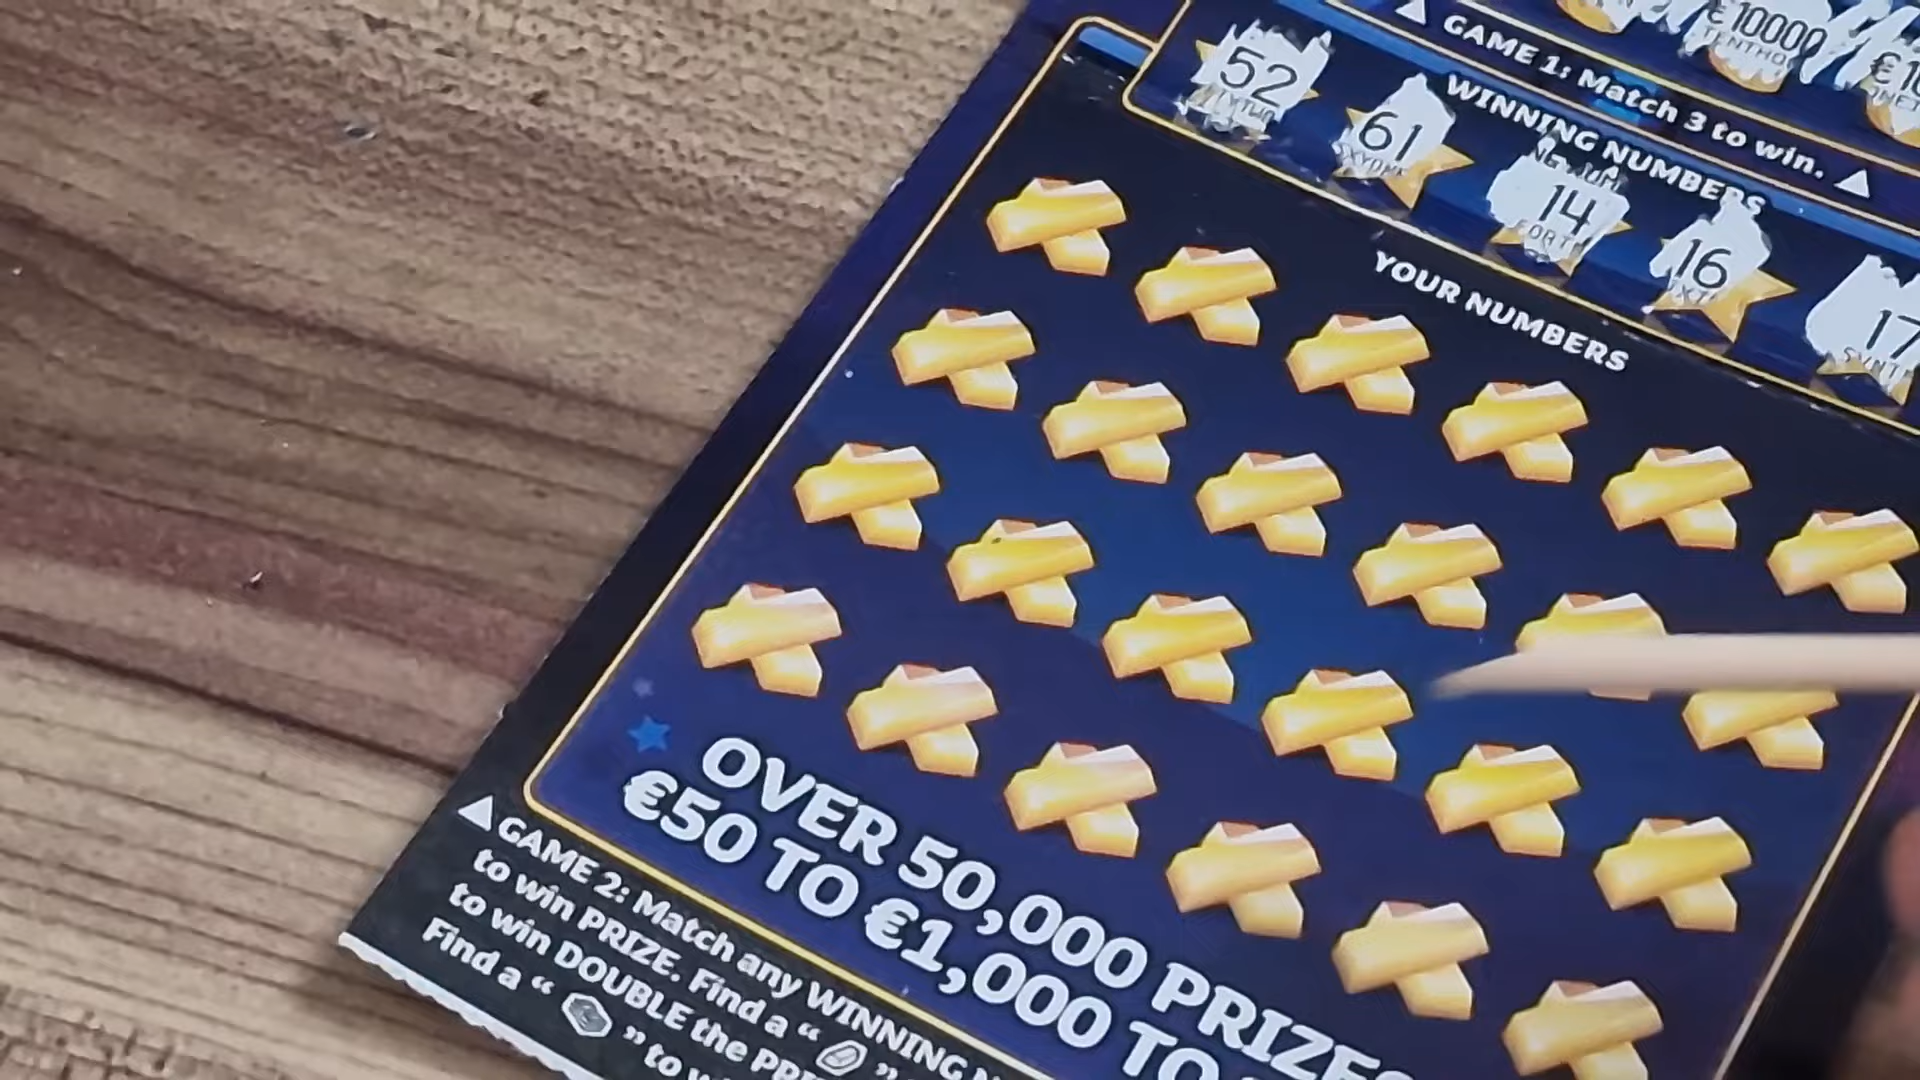 €10000
TENTHO
€10
▲ GAME 1: Match 3 to win. ▲
WINNING NUMBERS
52
61
14
16
17
YOUR NUMBERS
OVER 50,000 PRIZES
€50 TO €1,000 TO
▲GAME 2: Match any WINNING
to win PRIZE. Find a “ ”
to win DOUBLE the
Find a “ ” to